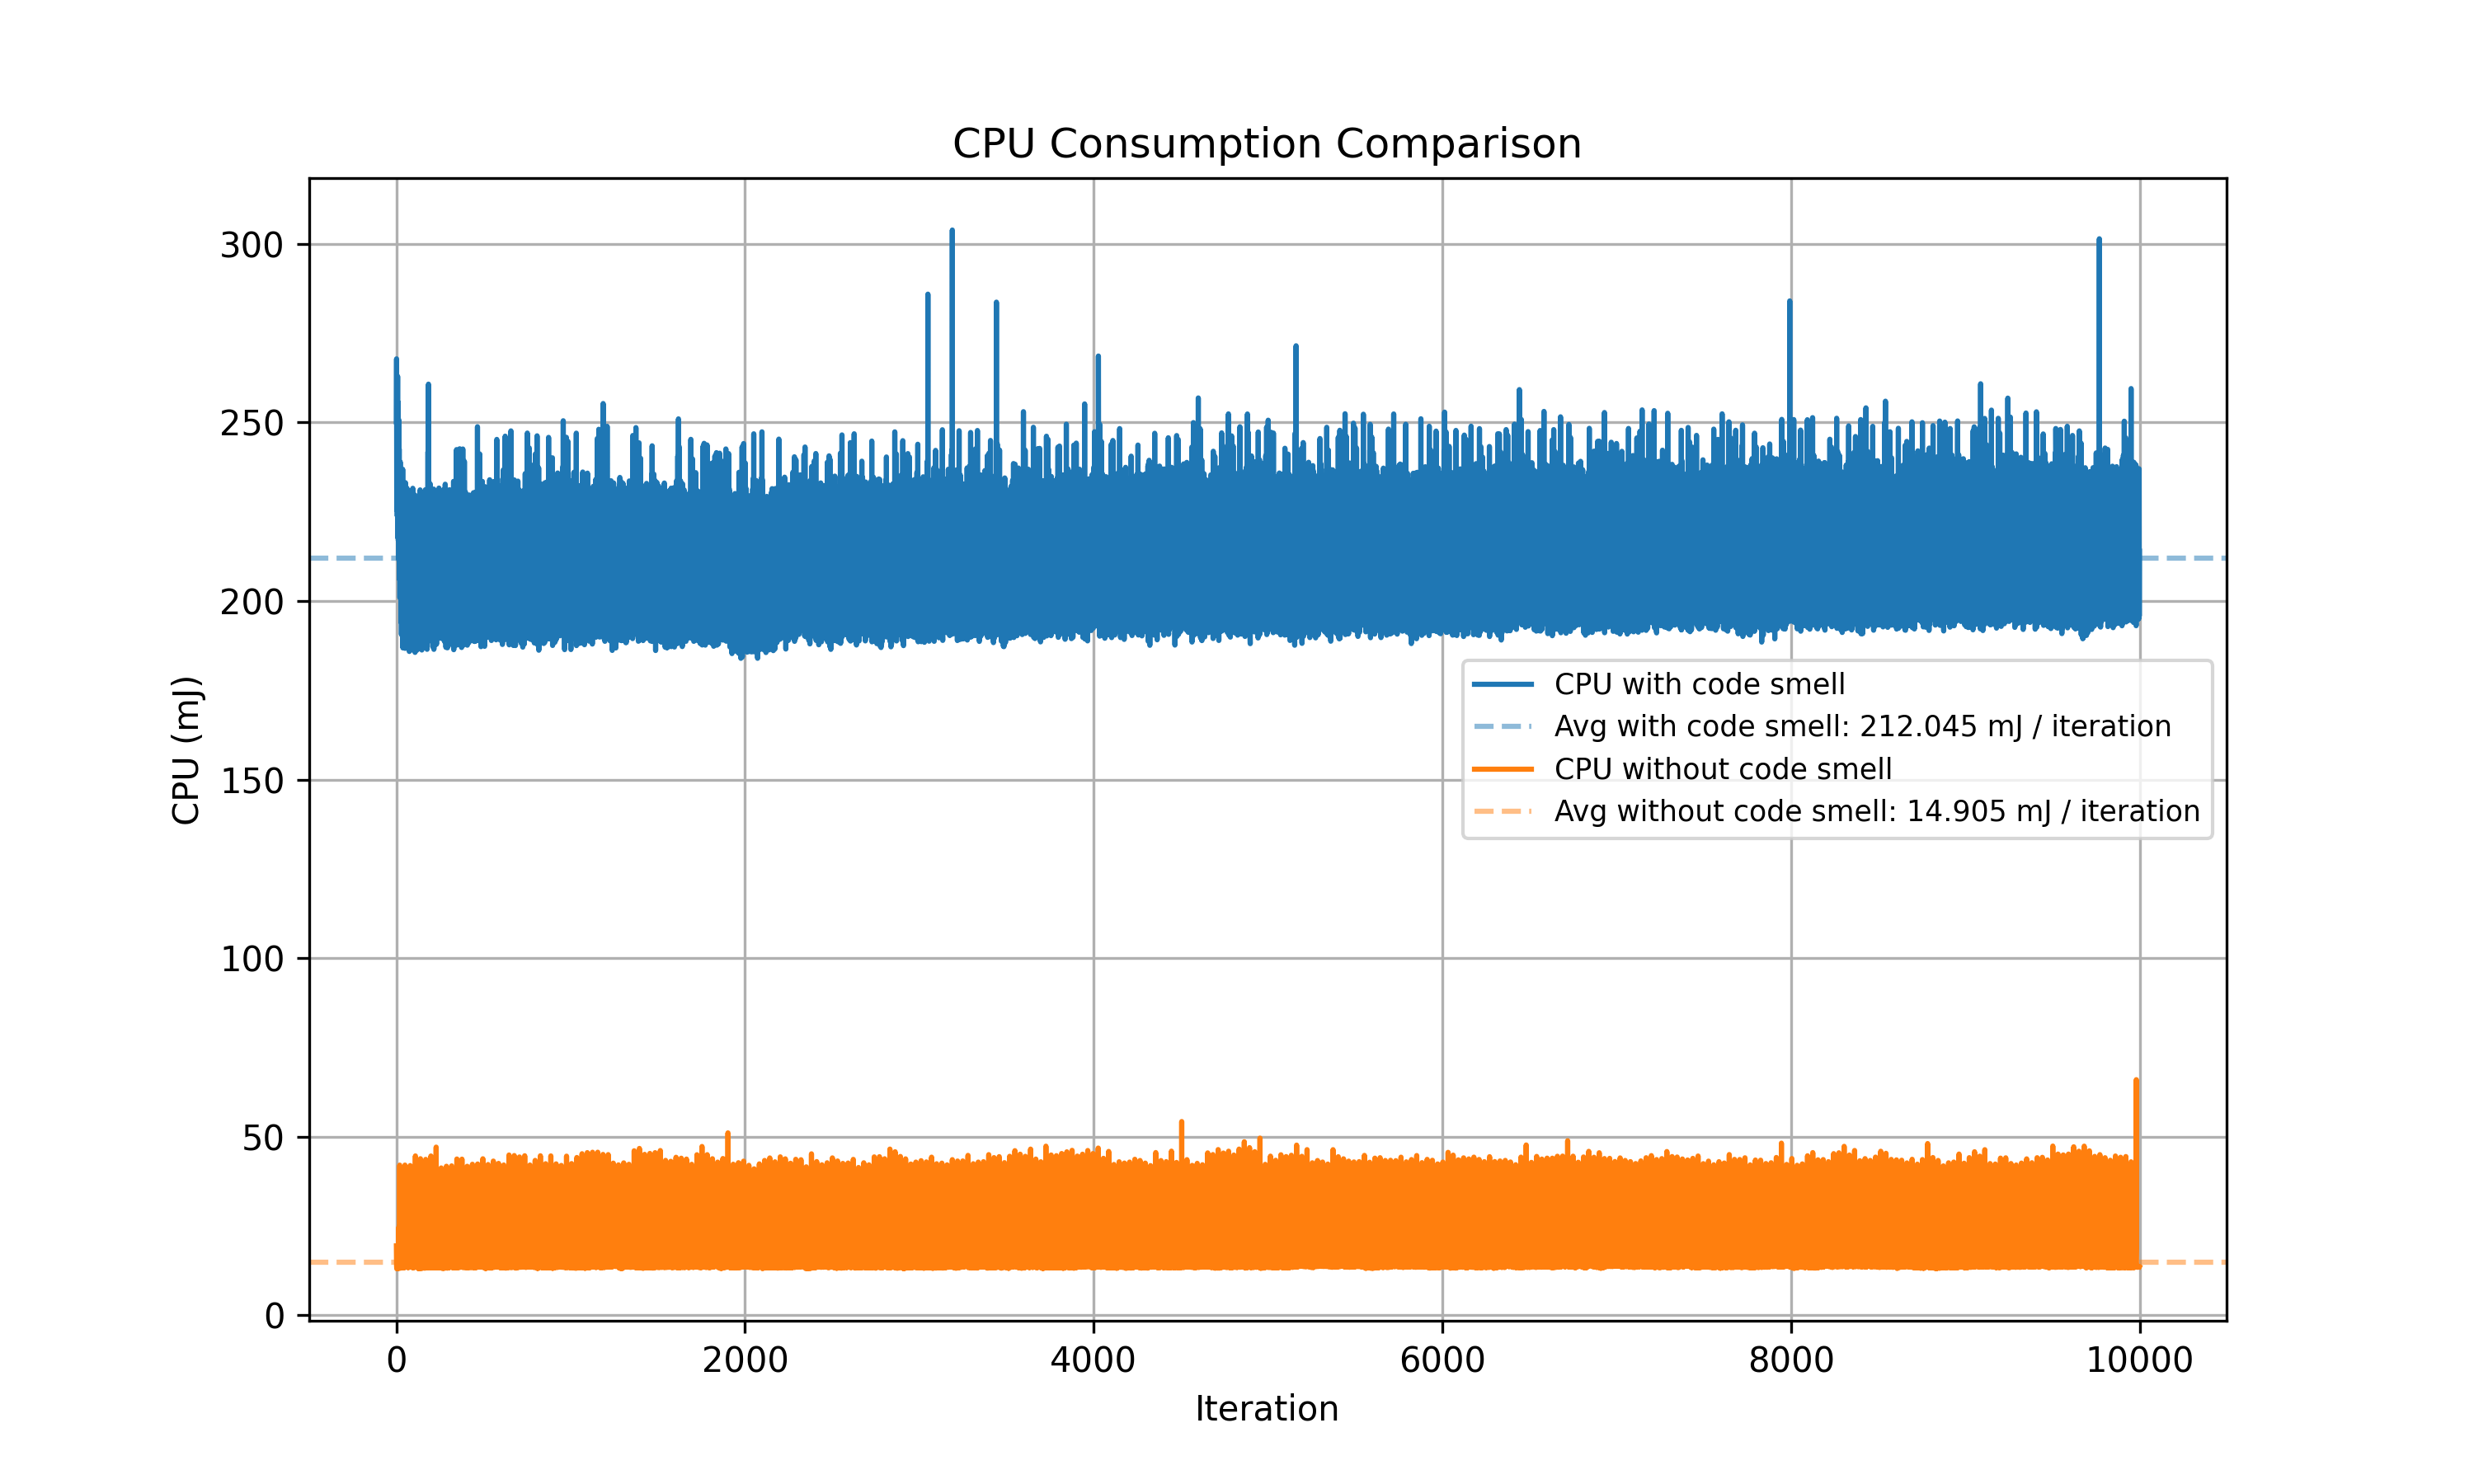 CPU Consumption Comparison
300
250
200
150
100
50
0
CPU (mJ)
CPU with code smell
Avg with code smell: 212.045 mJ / iteration
CPU without code smell
Avg without code smell: 14.905 mJ / iteration
0 2000 4000 6000 8000 10000
Iteration